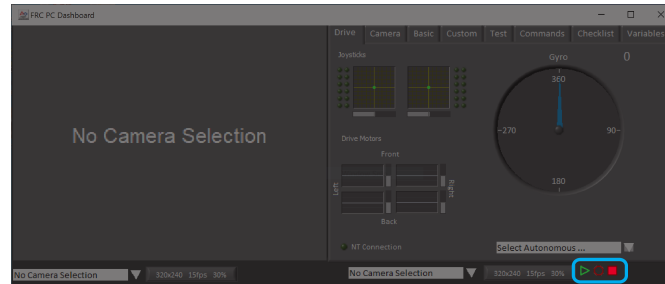 FRC PC Dashboard
Drive Camera Basic Custom Test Commands Checklist Variables
No Camera Selection
Joysticks
Gyro 0
360
-270
90-
180
Drive Motors
Front
Left
Right
Back
NT Connection
Select Autonomous ...
No Camera Selection
320x240 15fps 30%
No Camera Selection
320x240 15fps 30%